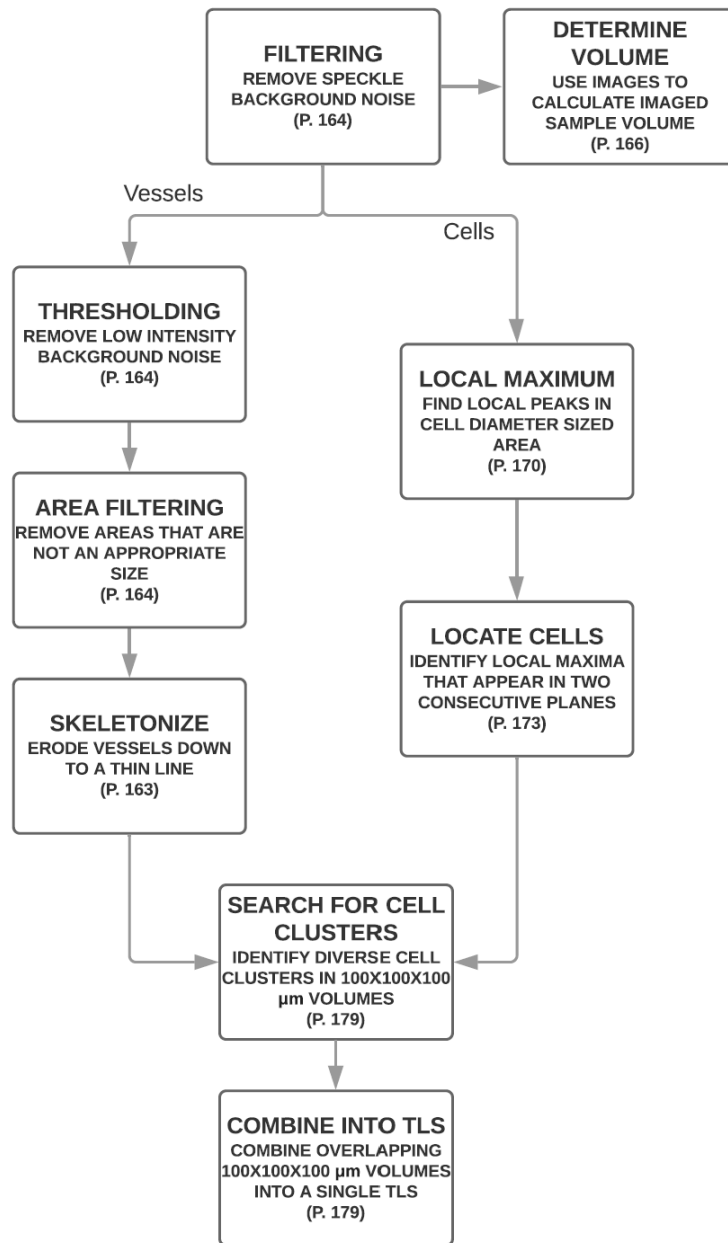 FILTERING
REMOVE SPECKLE
BACKGROUND NOISE
(P. 164)
DETERMINE
VOLUME
USE IMAGES TO
CALCULATE IMAGED
SAMPLE VOLUME
(P. 166)
Vessels
Cells
THRESHOLDING
REMOVE LOW INTENSITY
BACKGROUND NOISE
(P. 164)
LOCAL MAXIMUM
FIND LOCAL PEAKS IN
CELL DIAMETER SIZED
AREA
(P. 170)
AREA FILTERING
REMOVE AREAS THAT ARE
NOT AN APPROPRIATE
SIZE
(P. 164)
LOCATE CELLS
IDENTIFY LOCAL MAXIMA
THAT APPEAR IN TWO
CONSECUTIVE PLANES
(P. 173)
SKELETONIZE
ERODE VESSELS DOWN
TO A THIN LINE
(P. 163)
SEARCH FOR CELL
CLUSTERS
IDENTIFY DIVERSE CELL
CLUSTERS IN 100X100X100
µm VOLUMES
(P. 179)
COMBINE INTO TLS
COMBINE OVERLAPPING
100X100X100 µm VOLUMES
INTO A SINGLE TLS
(P. 179)